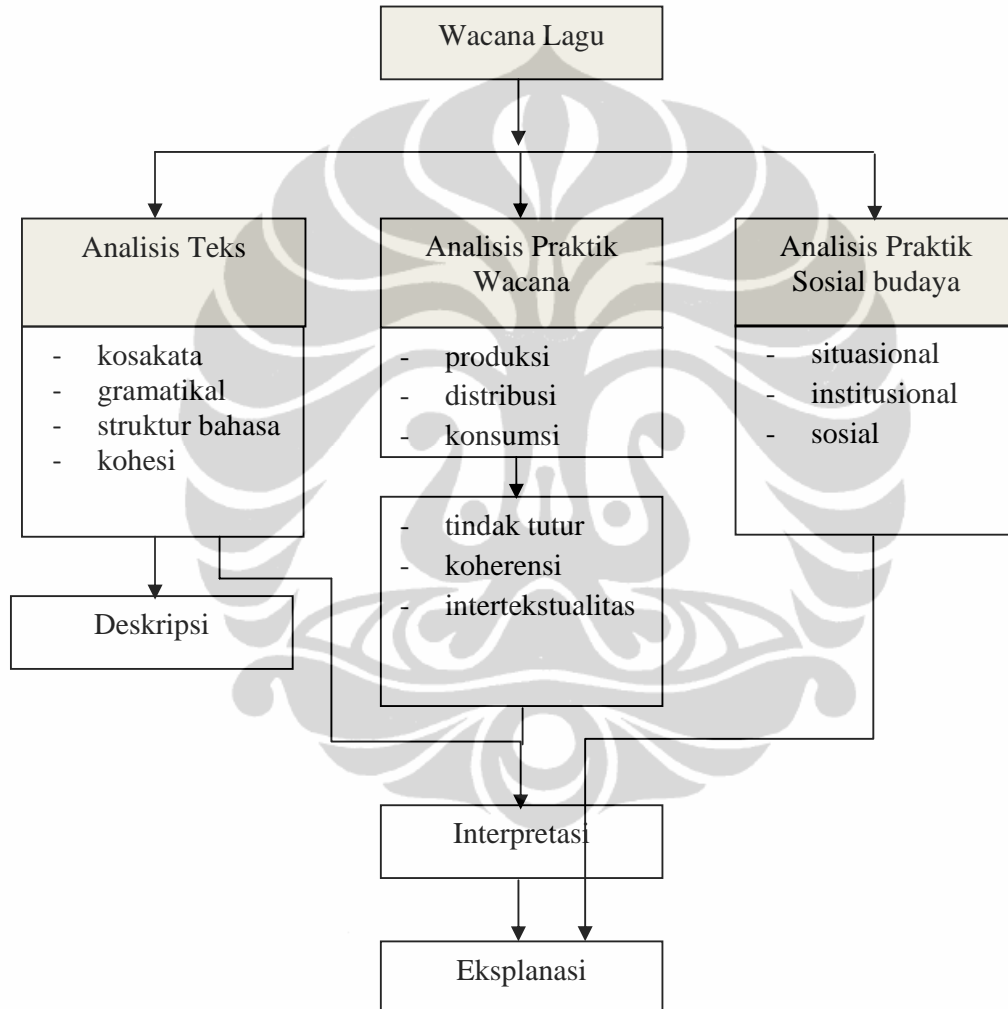 Wacana Lagu
Analisis Teks
- kosakata
- gramatikal
- struktur bahasa
- kohesi
Deskripsi
Analisis Praktik
Wacana
- produksi
- distribusi
- konsumsi
- tindak tutur
- koherensi
- intertekstualitas
Analisis Praktik
Sosial budaya
- situasional
- institusional
- sosial
Interpretasi
Eksplanasi